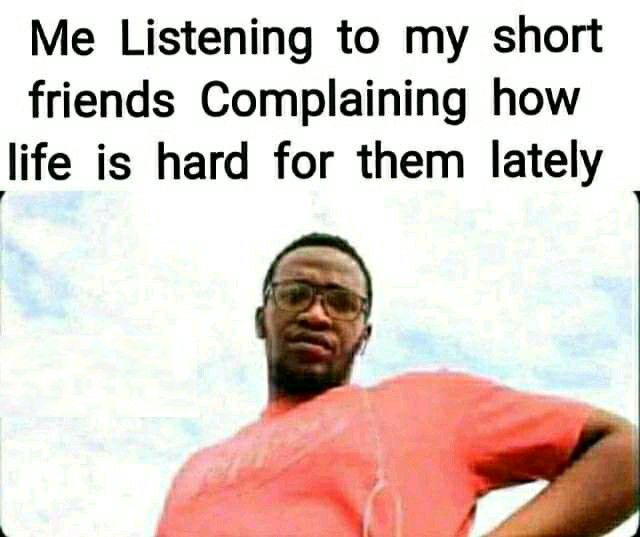 Me Listening to my short
friends Complaining how
life is hard for them lately